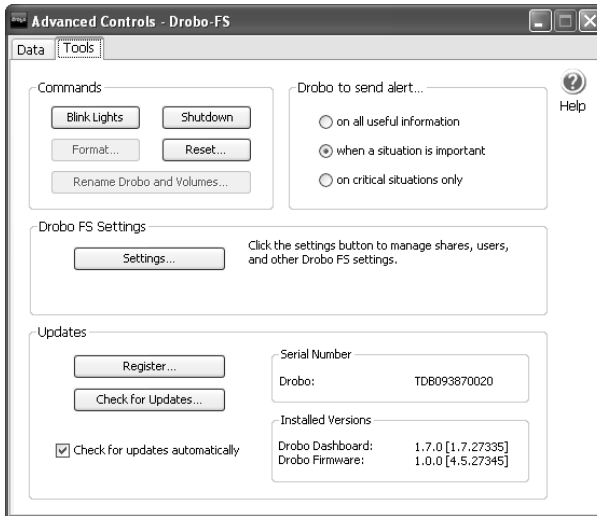 Advanced Controls - Drobo-FS
Data
Tools
Commands
Blink Lights
Shutdown
Format...
Reset...
Rename Drobo and Volumes...
Drobo to send alert...
on all useful information
when a situation is important
on critical situations only
Help
Drobo FS Settings
Settings...
Click the settings button to manage shares, users,
and other Drobo FS settings.
Updates
Register...
Check for Updates...
Check for updates automatically
Serial Number
Drobo: TDB093870020
Installed Versions
Drobo Dashboard: 1.7.0 [1.7.27335]
Drobo Firmware: 1.0.0 [4.5.27345]